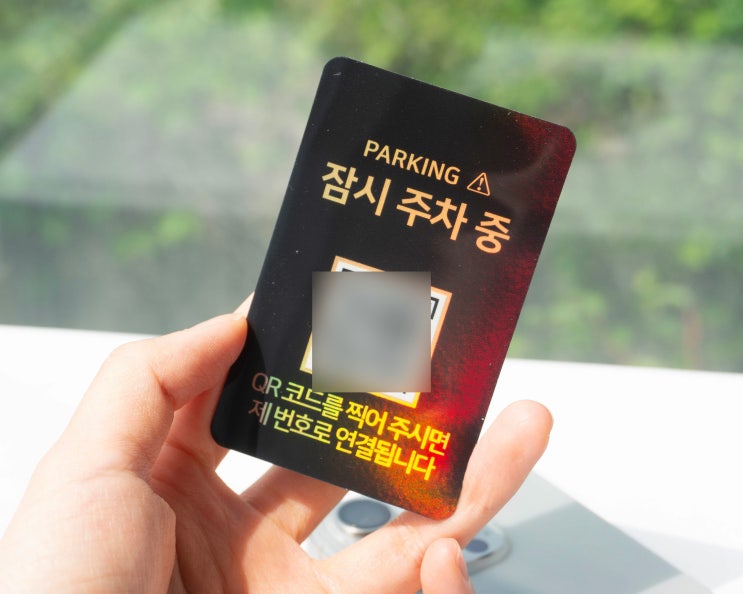 PARKING ⚠
잠시 주차 중
QR 코드를 찍어 주시면
제 번호로 연결됩니다